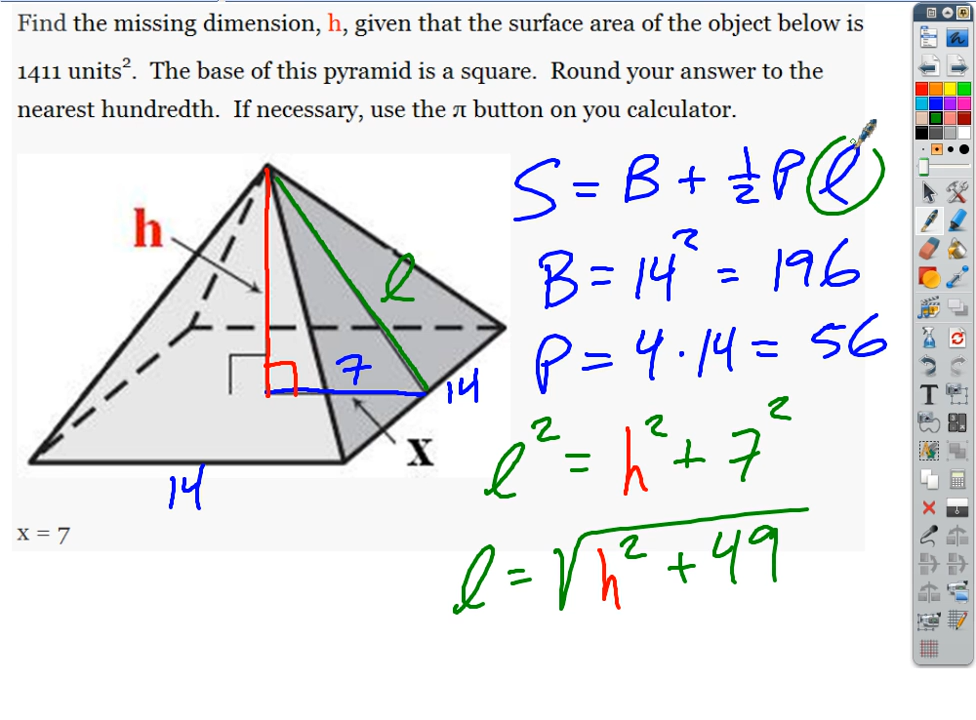 Find the missing dimension, h, given that the surface area of the object below is
1411 units². The base of this pyramid is a square. Round your answer to the
nearest hundredth. If necessary, use the π button on you calculator.
S = B + 1/2 P l
h
l
B = 14² = 196
7
14
P = 4 · 14 = 56
x
14
l² = h² + 7²
x = 7
l = √(h² + 49)
T